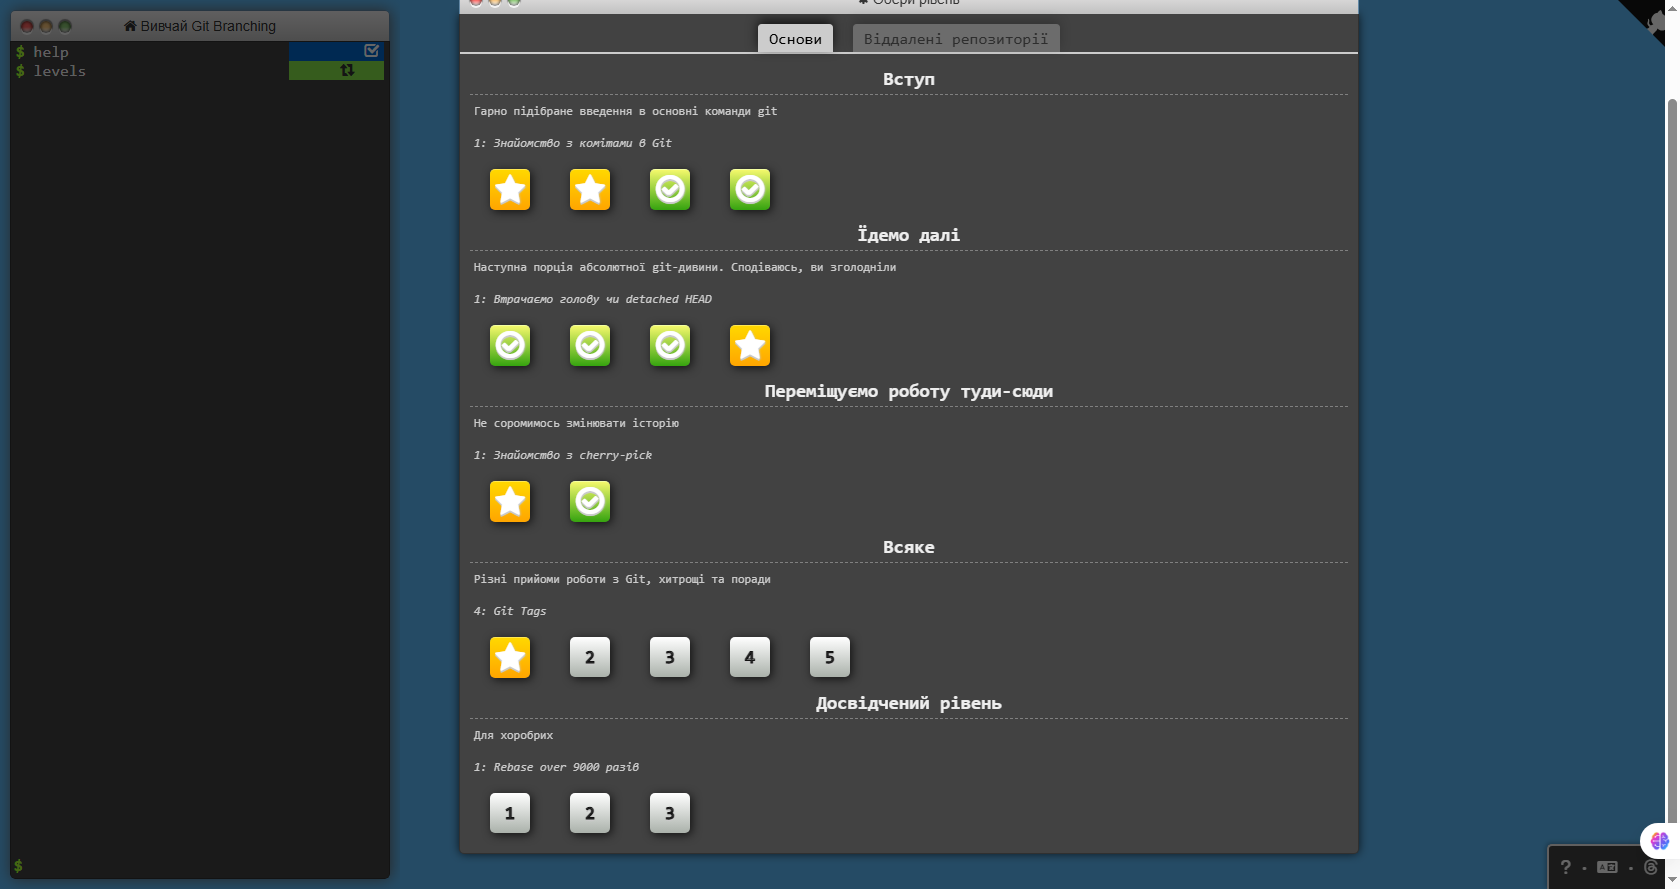 Вивчай Git Branching
$ help
$ levels
$
Обери рівень
Основи
Віддалені репозиторії
Вступ
Гарно підібране введення в основні команди git
1: Знайомство з комітами в Git
Їдемо далі
Наступна порція абсолютної git-дивини. Сподіваюсь, ви зголодніли
1: Втрачаємо голову чи detached HEAD
Переміщуємо роботу туди-сюди
Не соромимось змінювати історію
1: Знайомство з cherry-pick
Всяке
Різні прийоми роботи з Git, хитрощі та поради
4: Git Tags
2 3 4 5
Досвідчений рівень
Для хоробрих
1: Rebase over 9000 разів
1 2 3
?